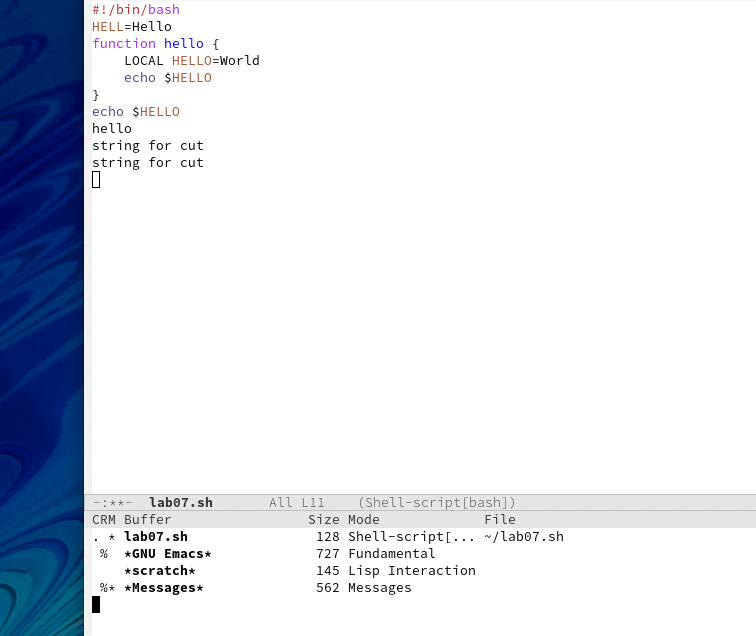 #!/bin/bash
HELL=Hello
function hello {
    LOCAL HELLO=World
    echo $HELLO
}
echo $HELLO
hello
string for cut
string for cut
-:**-  lab07.sh       All L11    (Shell-script[bash])
CRM Buffer                 Size Mode             File
. * lab07.sh                128 Shell-script[... ~/lab07.sh
 %  *GNU Emacs*             727 Fundamental
    *scratch*               145 Lisp Interaction
 %* *Messages*              562 Messages